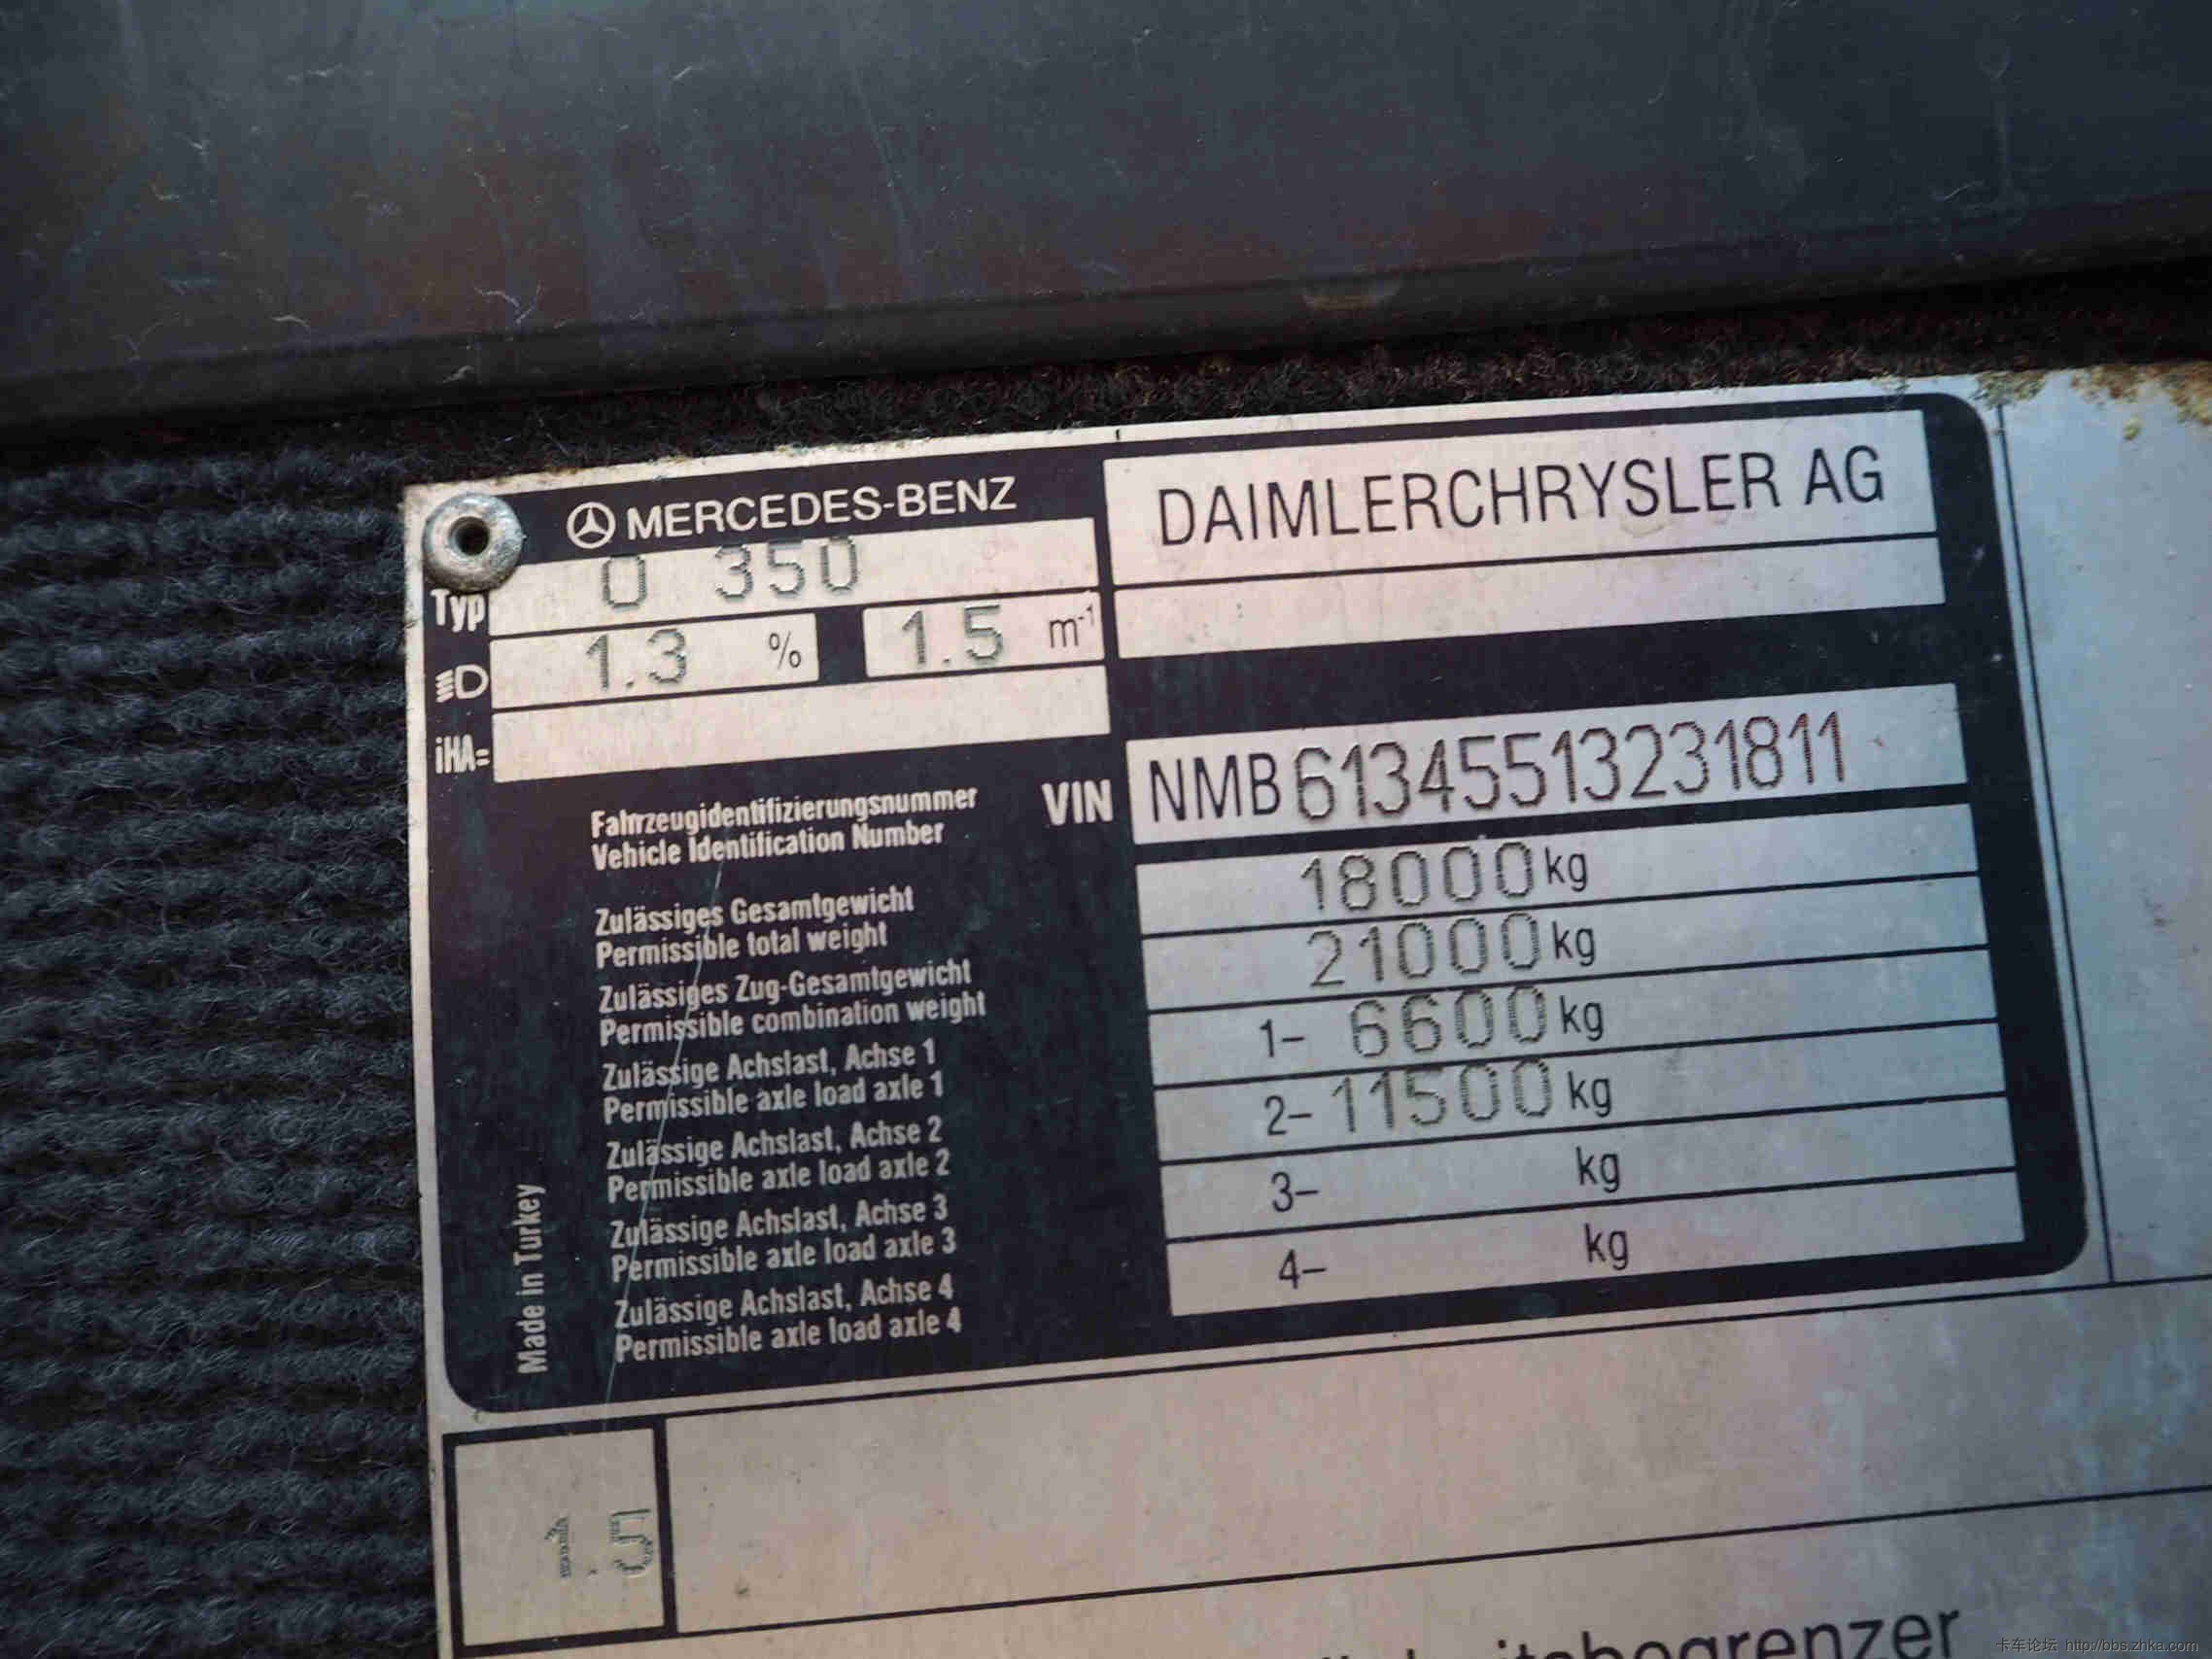 MERCEDES-BENZ
DAIMLERCHRYSLER AG
Typ
O 350
1.3 %
1.5 m-1
iHA=
Fahrzeugidentifizierungsnummer
Vehicle Identification Number
VIN
NMB61345513231811
Zulässiges Gesamtgewicht
Permissible total weight
18000 kg
Zulässiges Zug-Gesamtgewicht
Permissible combination weight
21000 kg
Zulässige Achslast, Achse 1
Permissible axle load axle 1
1- 6600 kg
Zulässige Achslast, Achse 2
Permissible axle load axle 2
2- 11500 kg
Zulässige Achslast, Achse 3
Permissible axle load axle 3
3- kg
Zulässige Achslast, Achse 4
Permissible axle load axle 4
4- kg
Made in Turkey
1.5
卡车论坛 http://bbs.zhka.com